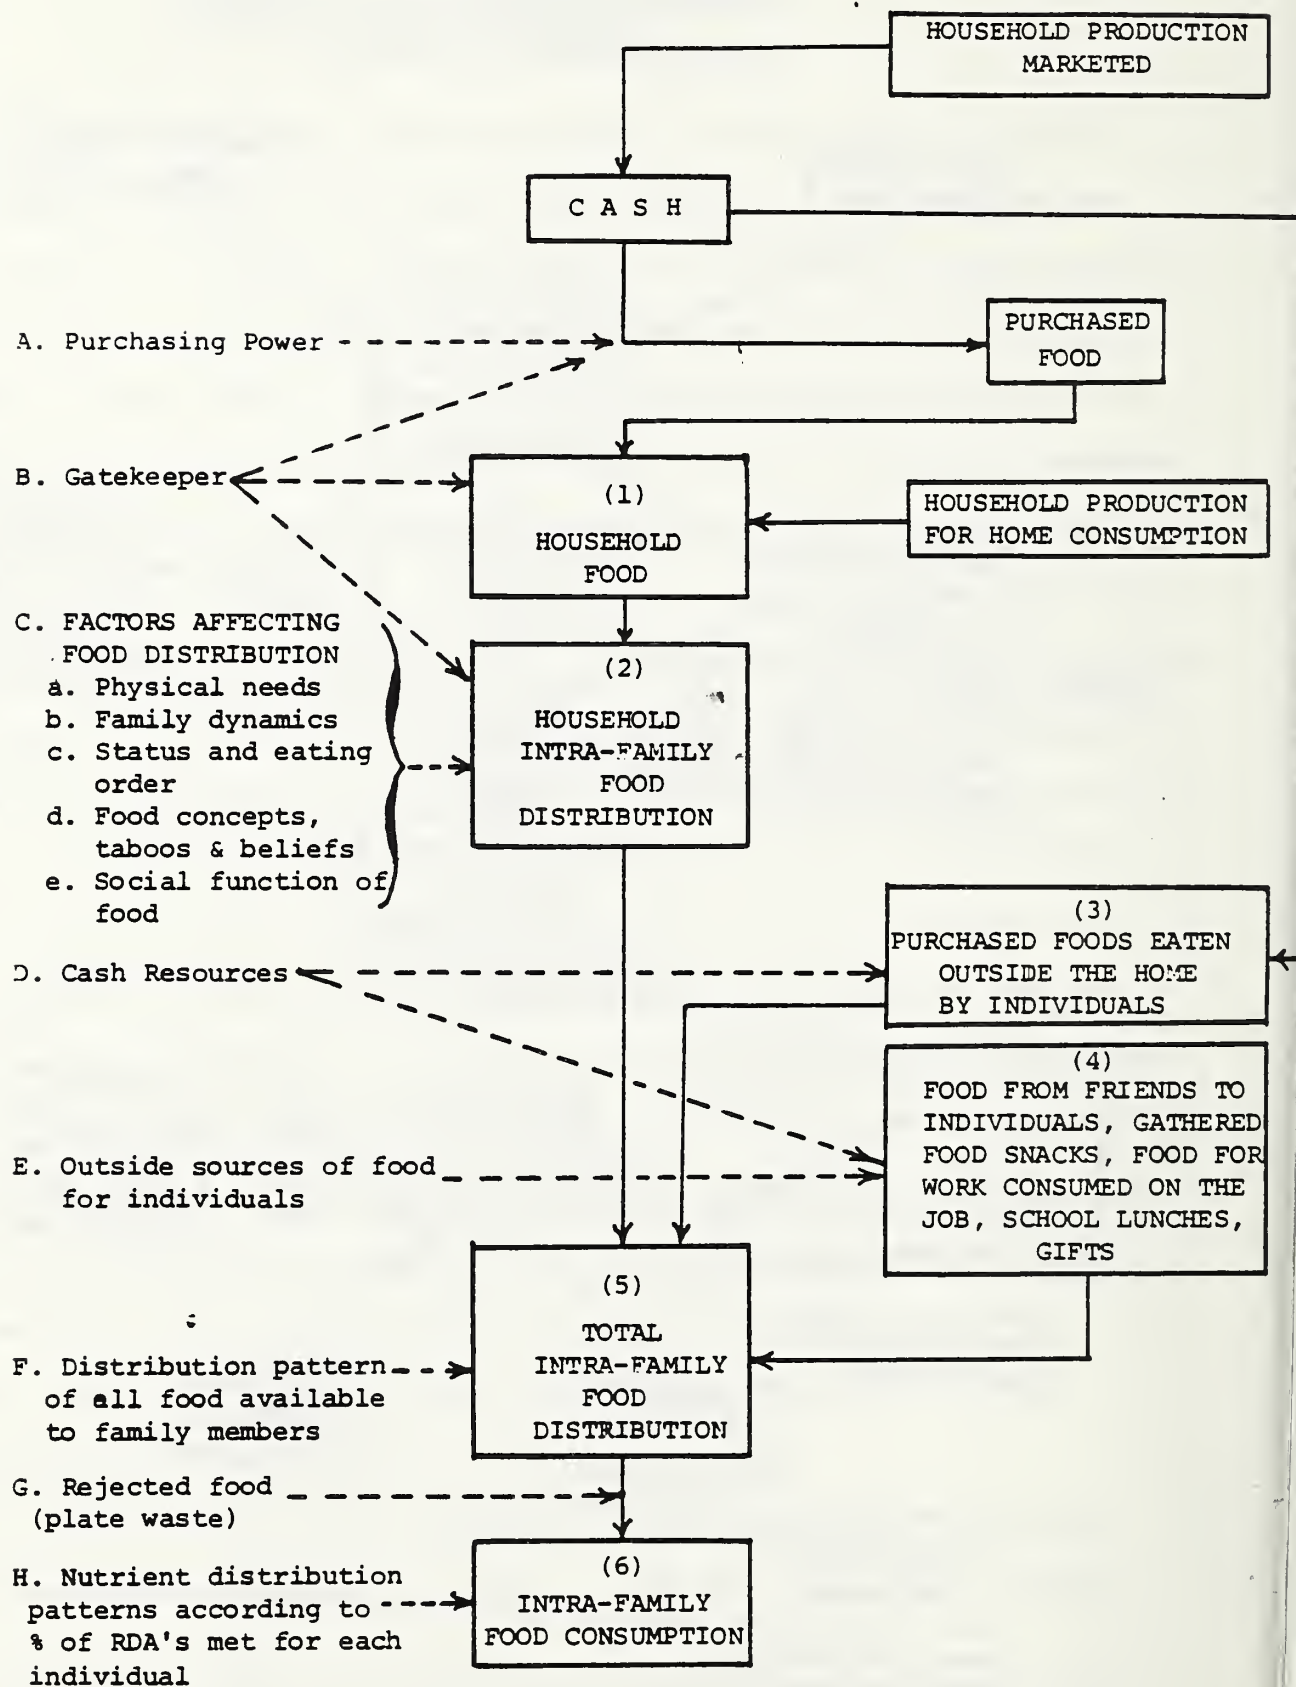 HOUSEHOLD PRODUCTION
MARKETED
C A S H
A. Purchasing Power
PURCHASED
FOOD
B. Gatekeeper
(1)
HOUSEHOLD
FOOD
HOUSEHOLD PRODUCTION
FOR HOME CONSUMPTION
C. FACTORS AFFECTING
FOOD DISTRIBUTION
a. Physical needs
b. Family dynamics
c. Status and eating
order
d. Food concepts,
taboos & beliefs
e. Social function of
food
(2)
HOUSEHOLD
INTRA-FAMILY
FOOD
DISTRIBUTION
(3)
PURCHASED FOODS EATEN
OUTSIDE THE HOME
BY INDIVIDUALS
D. Cash Resources
(4)
FOOD FROM FRIENDS TO
INDIVIDUALS, GATHERED
FOOD SNACKS, FOOD FOR
WORK CONSUMED ON THE
JOB, SCHOOL LUNCHES,
GIFTS
E. Outside sources of food
for individuals
(5)
TOTAL
INTRA-FAMILY
FOOD
DISTRIBUTION
F. Distribution pattern
of all food available
to family members
G. Rejected food
(plate waste)
(6)
INTRA-FAMILY
FOOD CONSUMPTION
H. Nutrient distribution
patterns according to
% of RDA's met for each
individual